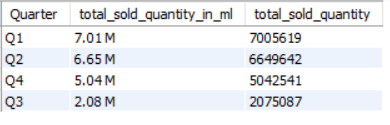 Quarter total_sold_quantity_in_ml total_sold_quantity
Q1 7.01 M 7005619
Q2 6.65 M 6649642
Q4 5.04 M 5042541
Q3 2.08 M 2075087